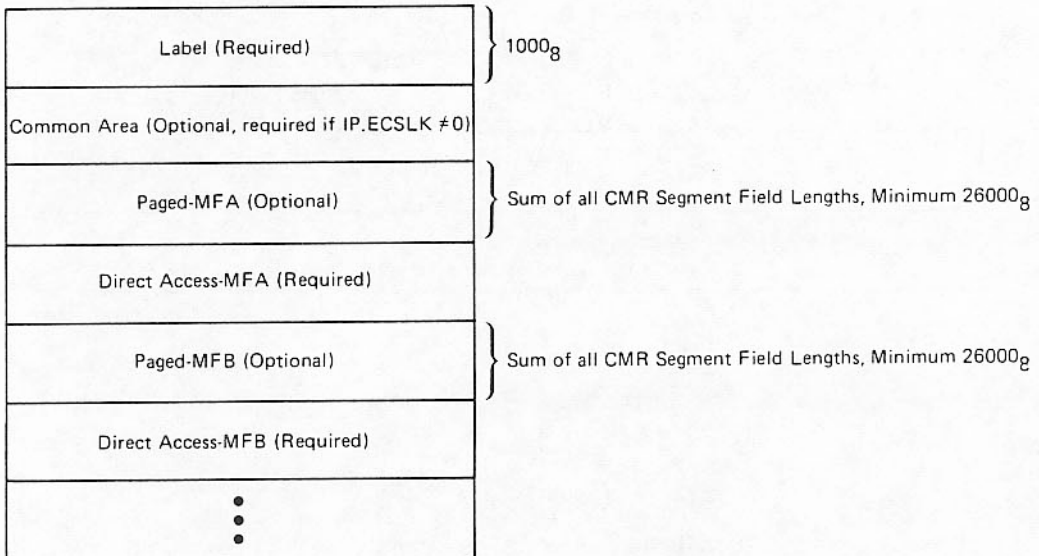 Label (Required)
1000₈
Common Area (Optional, required if IP.ECSLK ≠0)
Paged-MFA (Optional)
Sum of all CMR Segment Field Lengths, Minimum 26000₈
Direct Access-MFA (Required)
Paged-MFB (Optional)
Sum of all CMR Segment Field Lengths, Minimum 26000₈
Direct Access-MFB (Required)